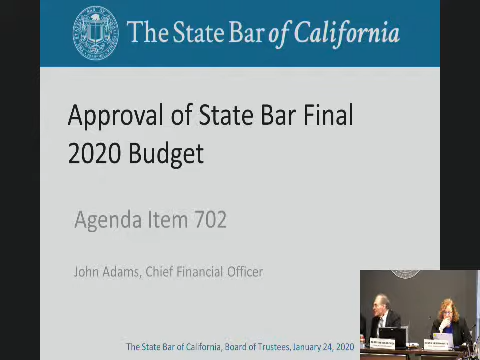 The State Bar of California
Approval of State Bar Final
2020 Budget
Agenda Item 702
John Adams, Chief Financial Officer
The State Bar of California, Board of Trustees, January 24, 2020